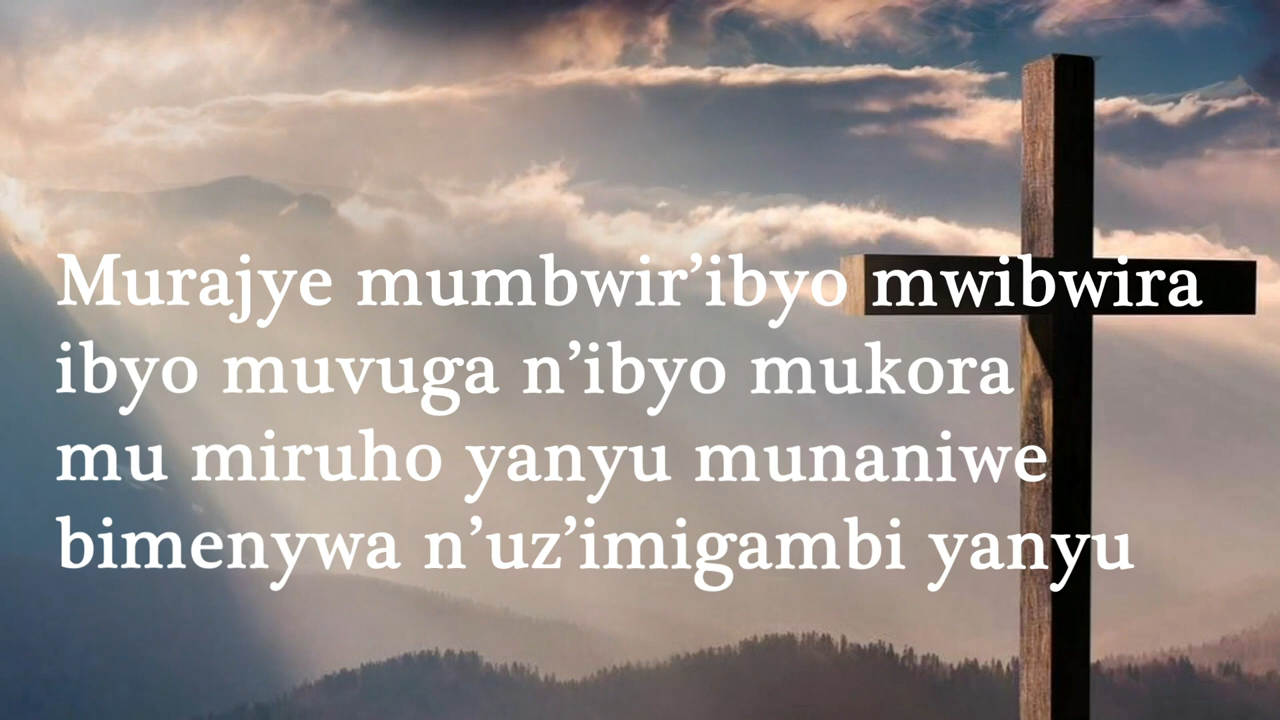 Murajye mumbwir’ibyo mwibwira
ibyo muvuga n’ibyo mukora
mu miruho yanyu munaniwe
bimenywa n’uz’imigambi yanyu